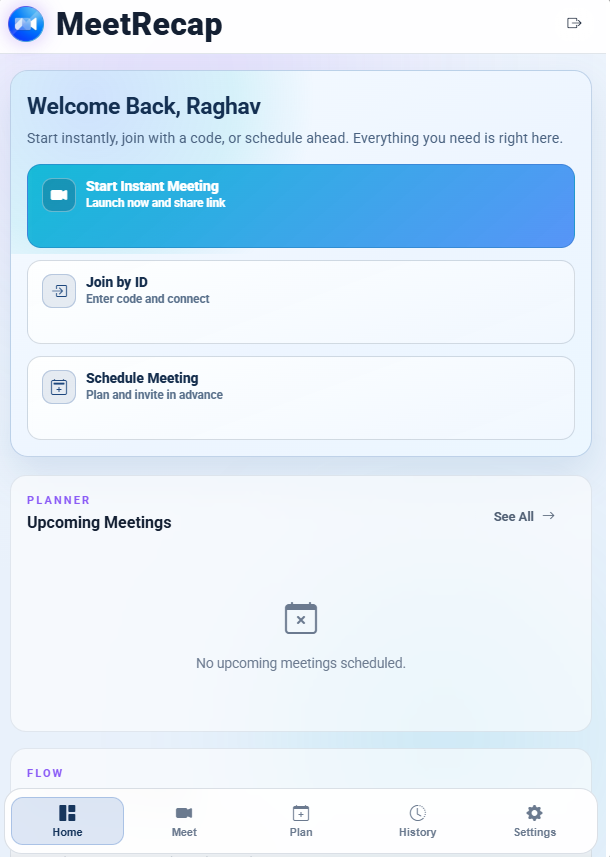 MeetRecap
Welcome Back, Raghav
Start instantly, join with a code, or schedule ahead. Everything you need is right here.
Start Instant Meeting
Launch now and share link
Join by ID
Enter code and connect
Schedule Meeting
Plan and invite in advance
PLANNER
Upcoming Meetings
See All
No upcoming meetings scheduled.
FLOW
Home
Meet
Plan
History
Settings